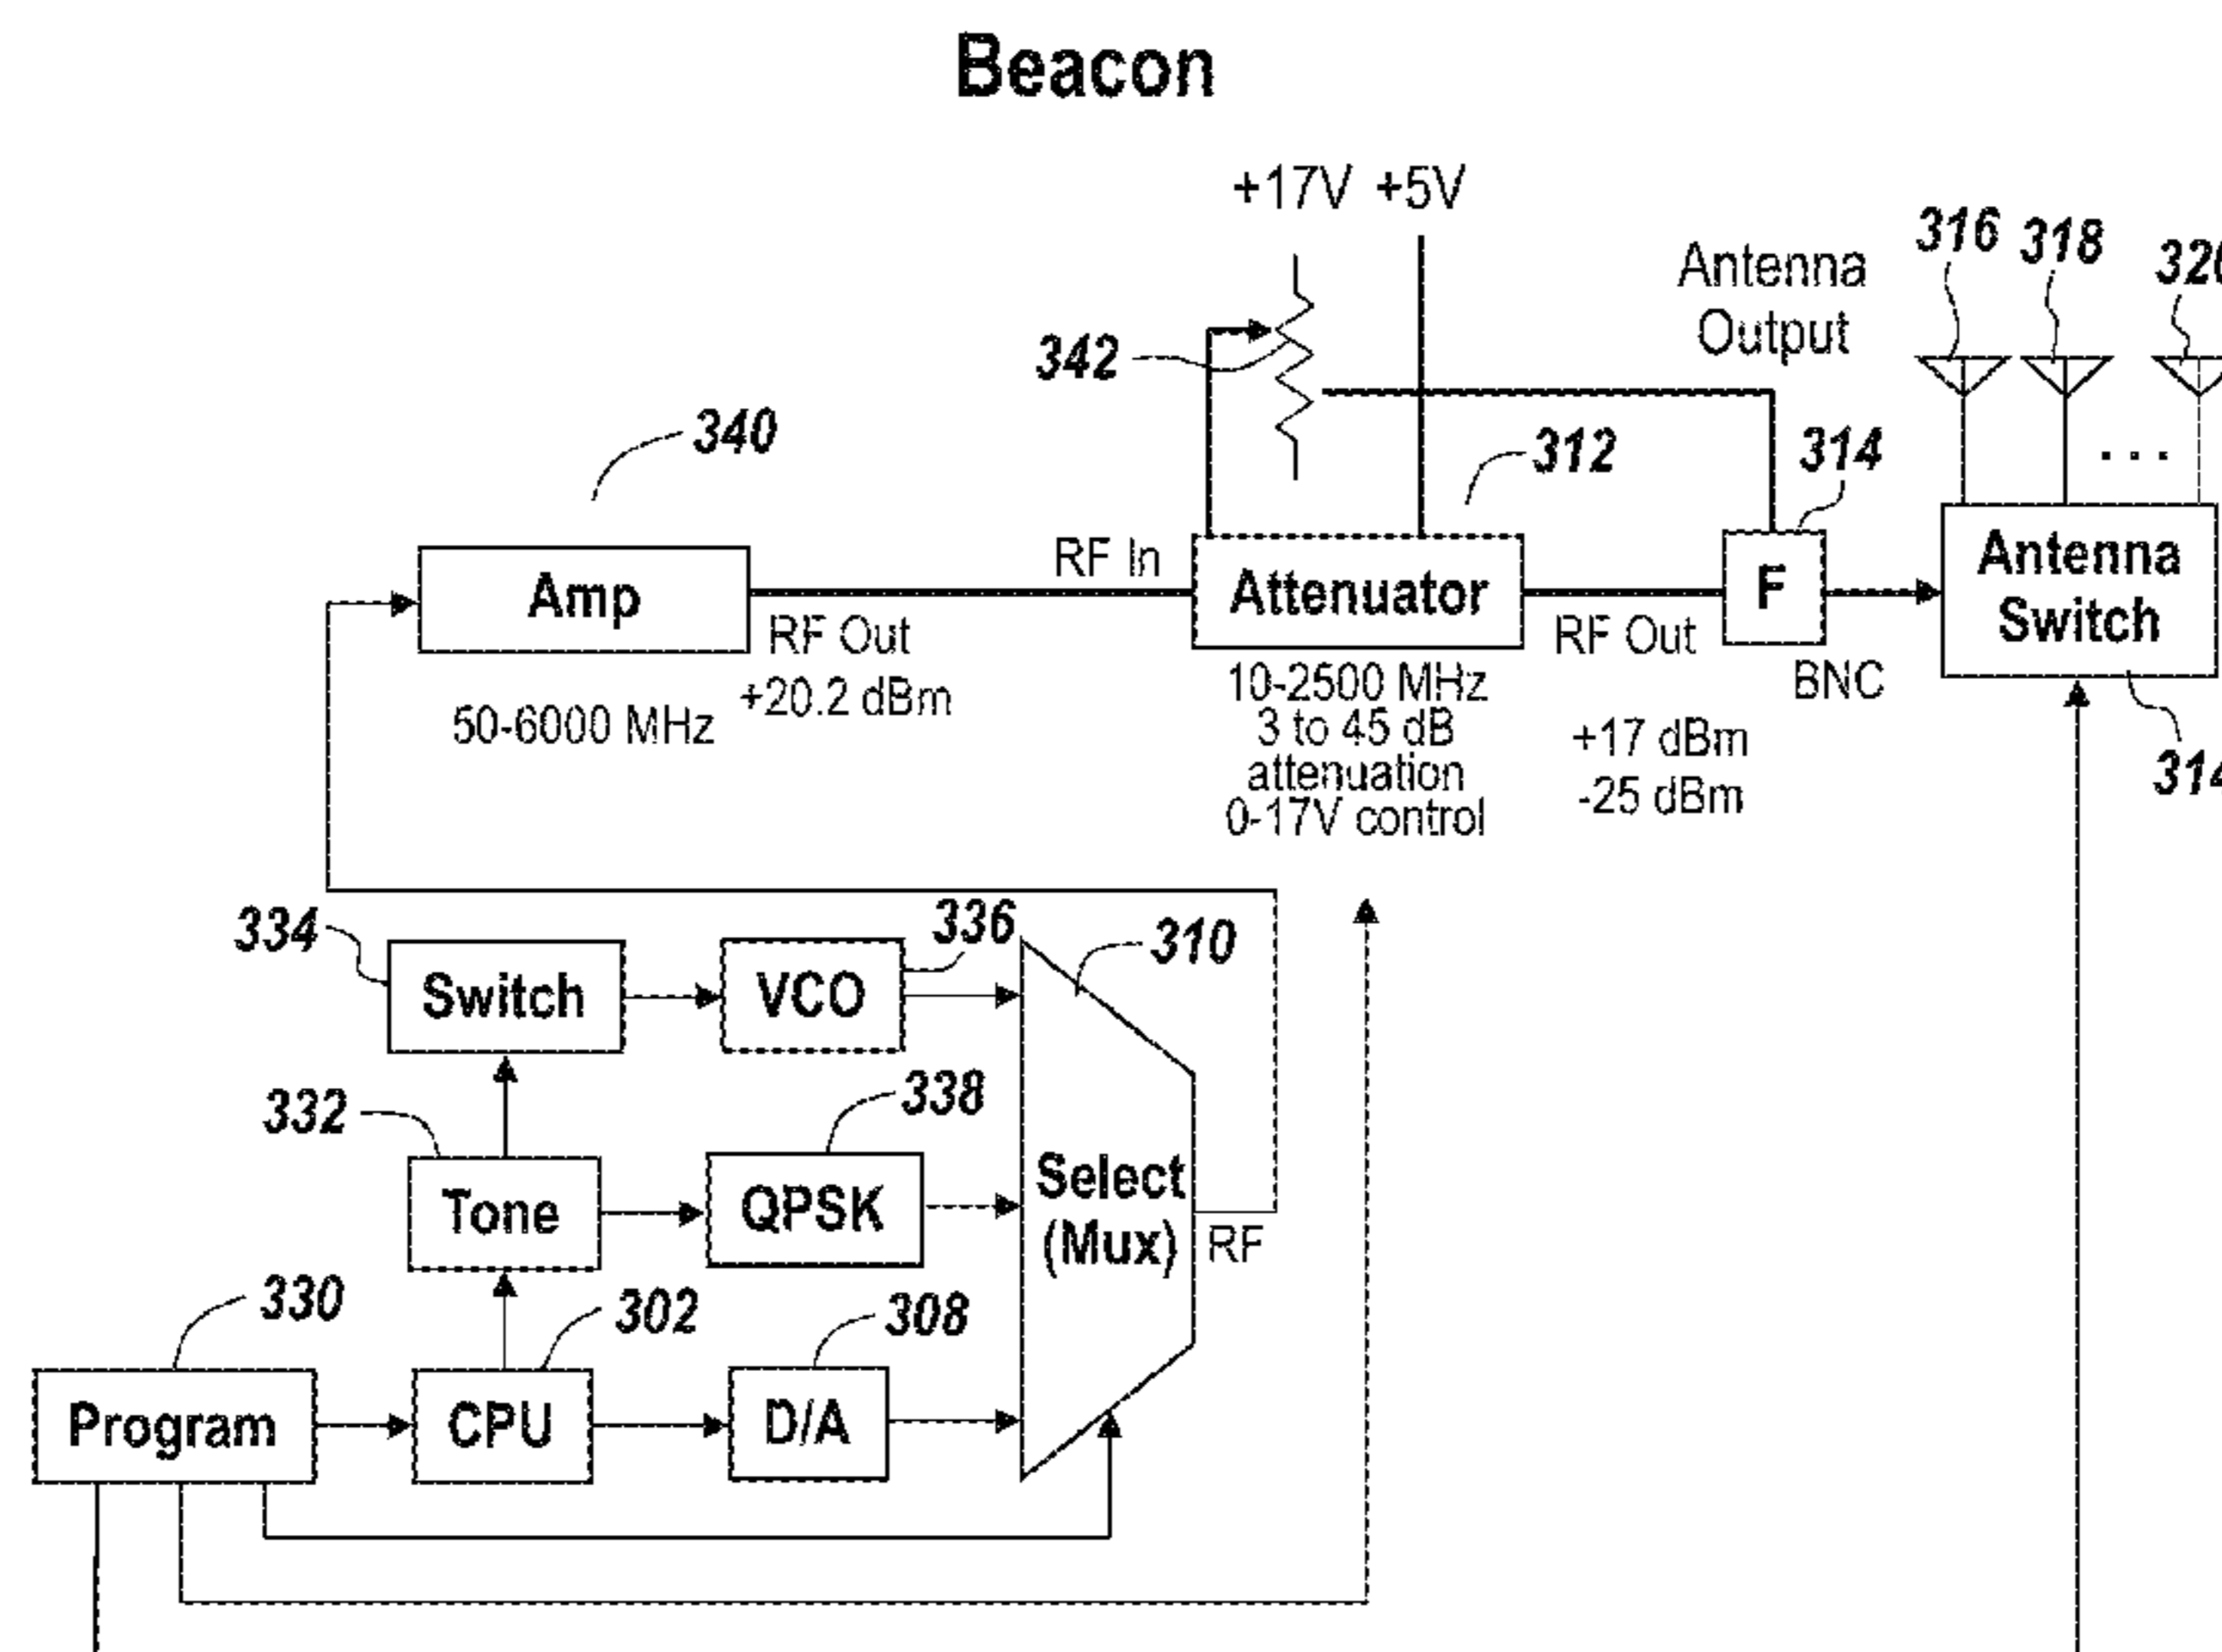 Beacon
+17V +5V
316 318
Antenna
Output
342
340
312
314
RF In
Amp
Attenuator
F
Antenna
Switch
RF Out
+20.2 dBm
50-6000 MHz
10-2500 MHz
3 to 45 dB
attenuation
0-17V control
RF Out
+17 dBm
-25 dBm
BNC
334
336
310
Switch
VCO
332
338
Tone
QPSK
Select
(Mux)
RF
330
302
308
Program
CPU
D/A